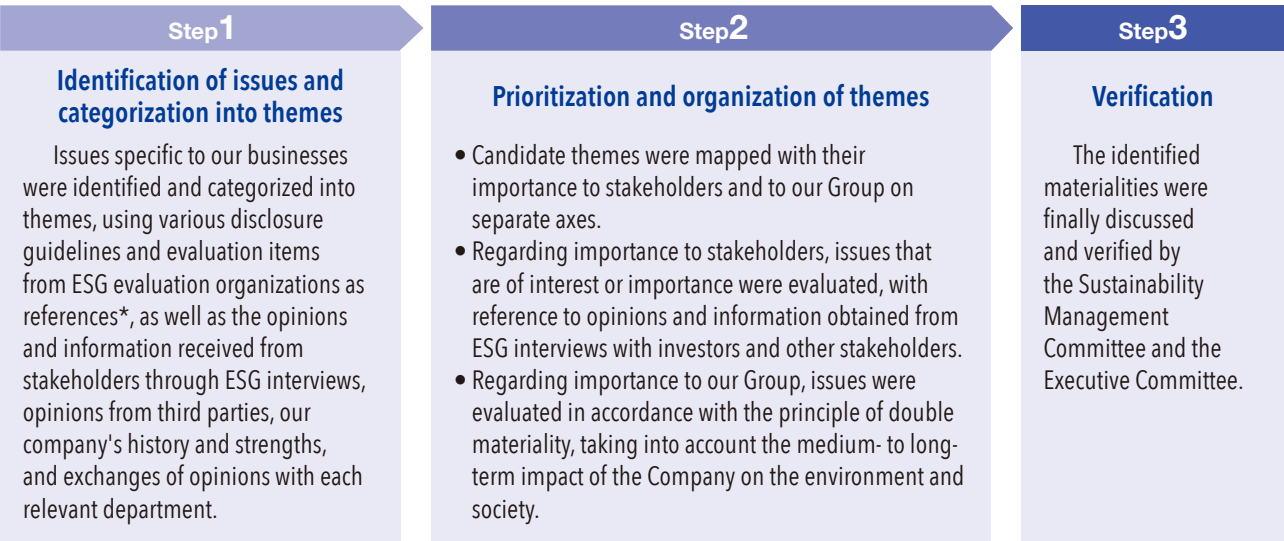 Step1
Identification of issues and
categorization into themes
Issues specific to our businesses
were identified and categorized into
themes, using various disclosure
guidelines and evaluation items
from ESG evaluation organizations as
references*, as well as the opinions
and information received from
stakeholders through ESG interviews,
opinions from third parties, our
company's history and strengths,
and exchanges of opinions with each
relevant department.
Step2
Prioritization and organization of themes
• Candidate themes were mapped with their
importance to stakeholders and to our Group on
separate axes.
• Regarding importance to stakeholders, issues that
are of interest or importance were evaluated, with
reference to opinions and information obtained from
ESG interviews with investors and other stakeholders.
• Regarding importance to our Group, issues were
evaluated in accordance with the principle of double
materiality, taking into account the medium- to long-
term impact of the Company on the environment and
society.
Step3
Verification
The identified
materialities were
finally discussed
and verified by
the Sustainability
Management
Committee and the
Executive Committee.